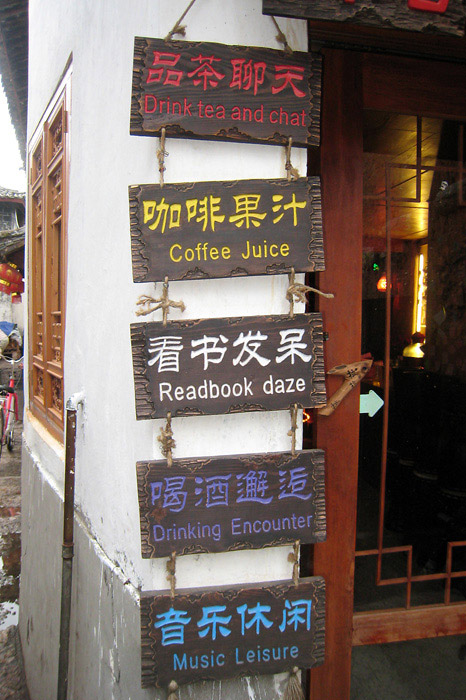 品茶聊天
Drink tea and chat
咖啡果汁
Coffee Juice
看书发呆
Readbook daze
喝酒邂逅
Drinking Encounter
音乐休闲
Music Leisure